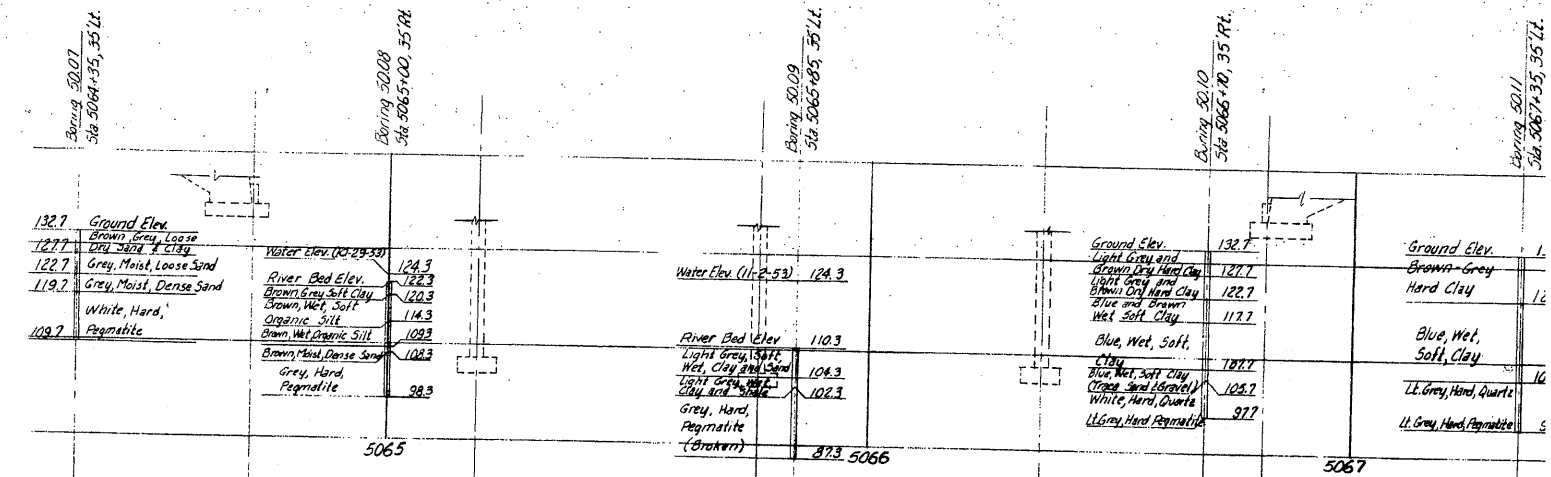 Boring 50.07
Sta. 5064+35, 35' Lt.
132.7 Ground Elev.
Brown, Grey, Loose
127.7 Dry Sand & Clay
122.7 Grey, Moist, Loose Sand
119.7 Grey, Moist, Dense Sand
White, Hard,
109.7 Pegmatite
Boring 50.08
Sta 5065+00, 35' Rt.
Water Elev. (10-29-53)
124.3
River Bed Elev. 122.3
Brown, Grey Soft Clay 120.3
Brown, Wet, Soft
Organic Silt 114.3
Brown, Wet, Organic Silt 109.3
Brown, Moist, Dense Sand 108.3
Grey, Hard,
Pegmatite 98.3
5065
Boring 50.09
Sta 5065+85, 35' Lt.
Water Elev. (11-2-53) 124.3
River Bed Elev 110.3
Light Grey, Soft,
Wet, Clay and Sand 104.3
Light Grey, Wet,
Clay and Shale 102.3
Grey, Hard,
Pegmatite
(Broken) 87.3
5066
Boring 50.10
Sta 5066+70, 35' Rt.
Ground Elev. 132.7
Light Grey and
Brown Dry Hard Clay 127.7
Light Grey and
Brown Dry Hard Clay 122.7
Blue and Brown
Wet Soft Clay 117.7
Blue, Wet, Soft,
Clay 107.7
Blue, Wet, Soft Clay
(Trace Sand & Gravel) 105.7
White, Hard, Quartz
Lt. Grey, Hard Pegmatite 97.7
5067
Boring 50.11
Sta. 5067+35, 35' Lt.
Ground Elev.
Brown-Grey
Hard Clay
Blue, Wet,
Soft, Clay
Lt. Grey, Hard, Quartz
Lt. Grey, Hard, Pegmatite